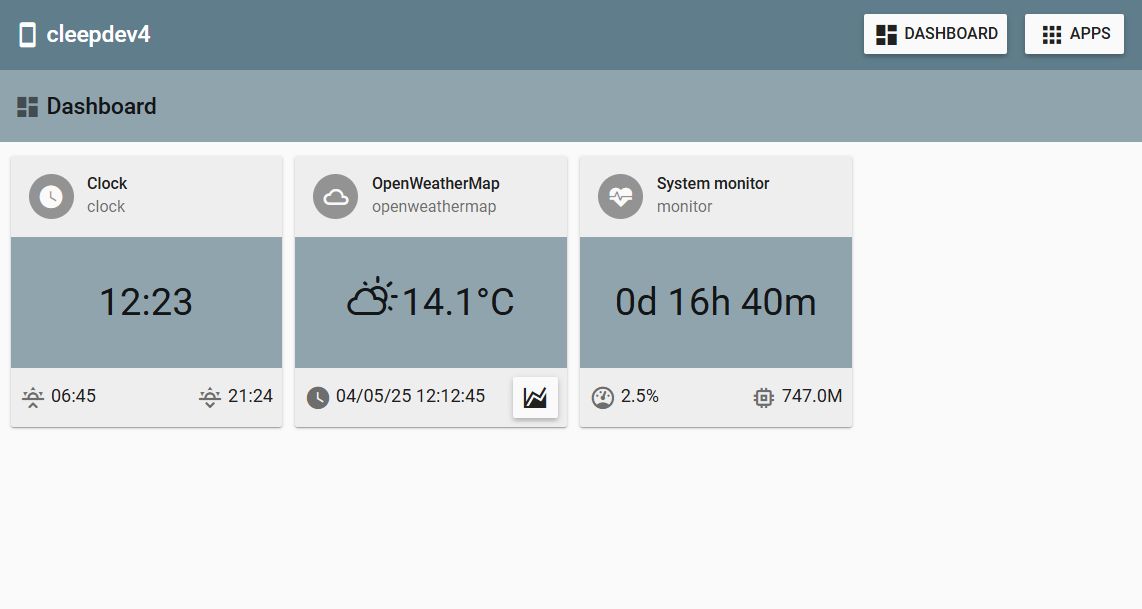 cleepdev4
DASHBOARD
APPS
Dashboard
Clock
clock
12:23
06:45
21:24
OpenWeatherMap
openweathermap
14.1°C
04/05/25 12:12:45
System monitor
monitor
0d 16h 40m
2.5%
747.0M